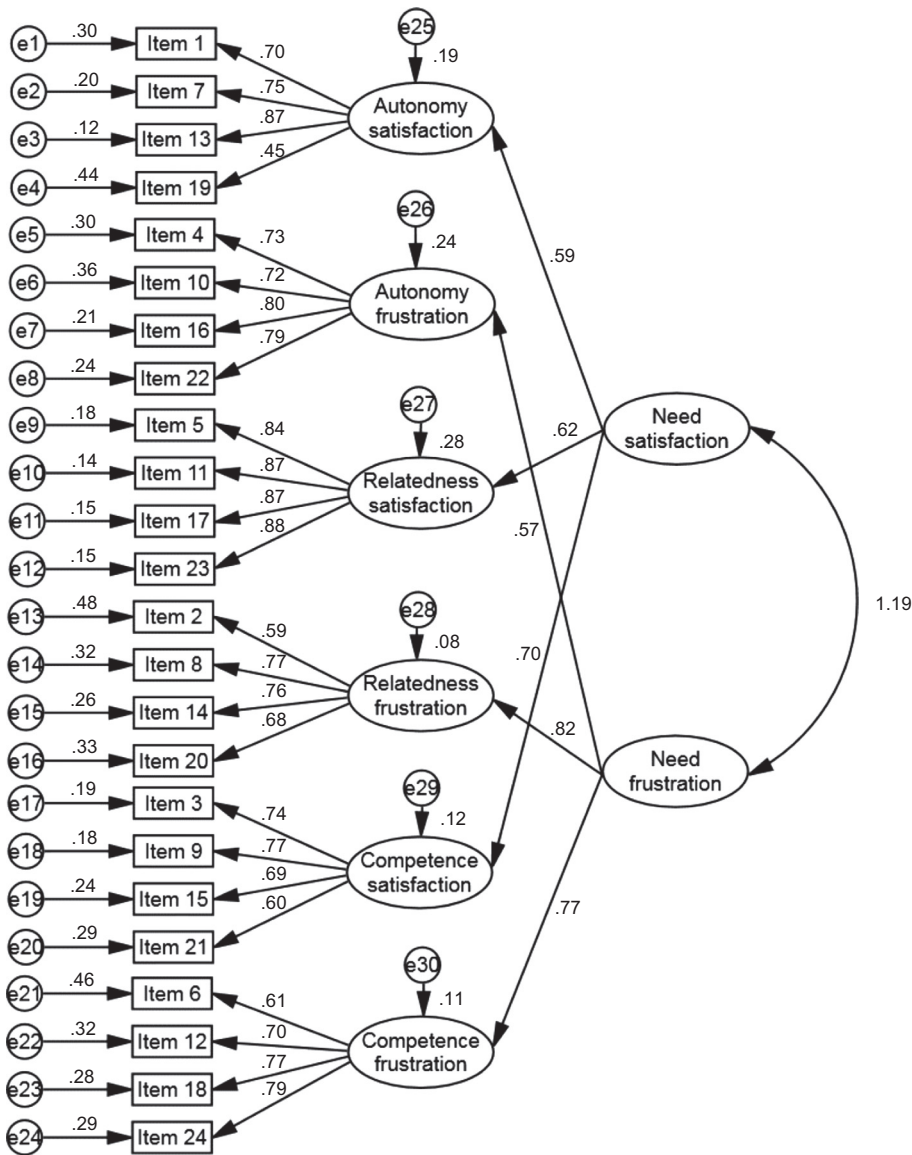 e1 .30 Item 1 .70
e2 .20 Item 7 .75
e3 .12 Item 13 .87
e4 .44 Item 19 .45
e25
.19
Autonomy
satisfaction
e5 .30 Item 4 .73
e6 .36 Item 10 .72
e7 .21 Item 16 .80
e8 .24 Item 22 .79
e26
.24
Autonomy
frustration
e9 .18 Item 5 .84
e10 .14 Item 11 .87
e11 .15 Item 17 .87
e12 .15 Item 23 .88
e27
.28
Relatedness
satisfaction
e13 .48 Item 2 .59
e14 .32 Item 8 .77
e15 .26 Item 14 .76
e16 .33 Item 20 .68
e28
.08
Relatedness
frustration
e17 .19 Item 3 .74
e18 .18 Item 9 .77
e19 .24 Item 15 .69
e20 .29 Item 21 .60
e29
.12
Competence
satisfaction
e21 .46 Item 6 .61
e22 .32 Item 12 .70
e23 .28 Item 18 .77
e24 .29 Item 24 .79
e30
.11
Competence
frustration
.59
.62
.57
.70
.82
.77
Need
satisfaction
1.19
Need
frustration